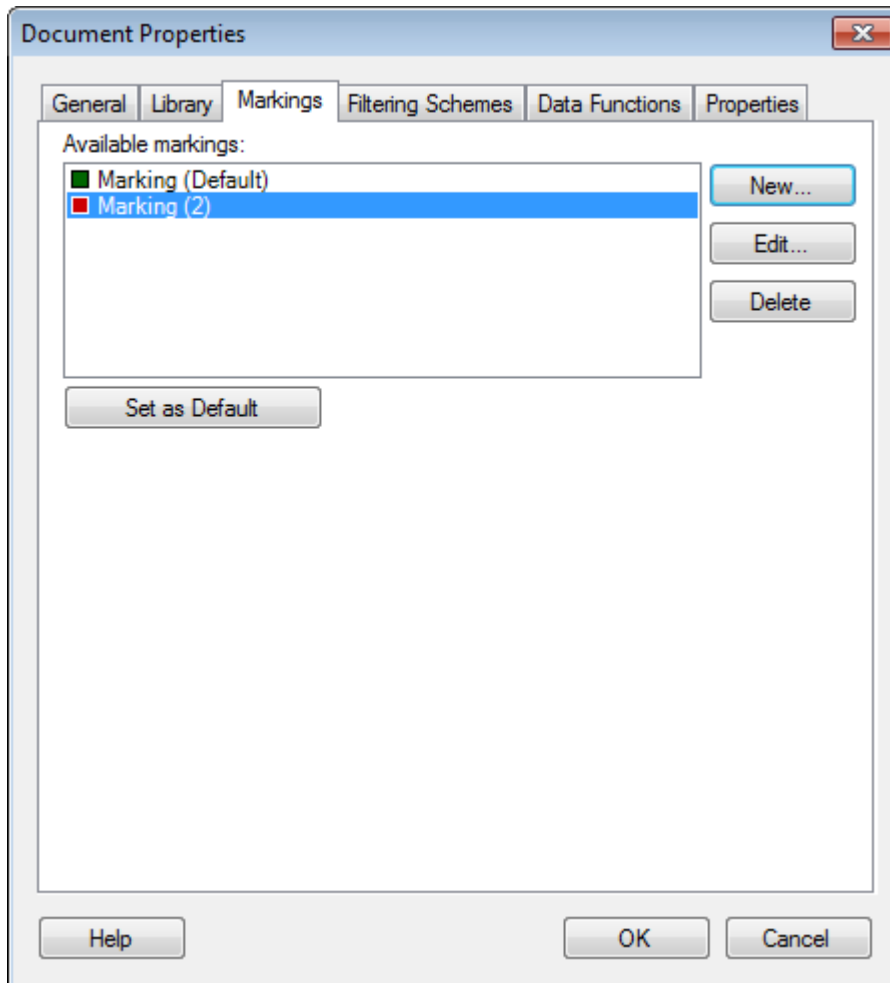 Document Properties
General Library Markings Filtering Schemes Data Functions Properties
Available markings:
Marking (Default)
Marking (2)
New...
Edit...
Delete
Set as Default
Help OK Cancel